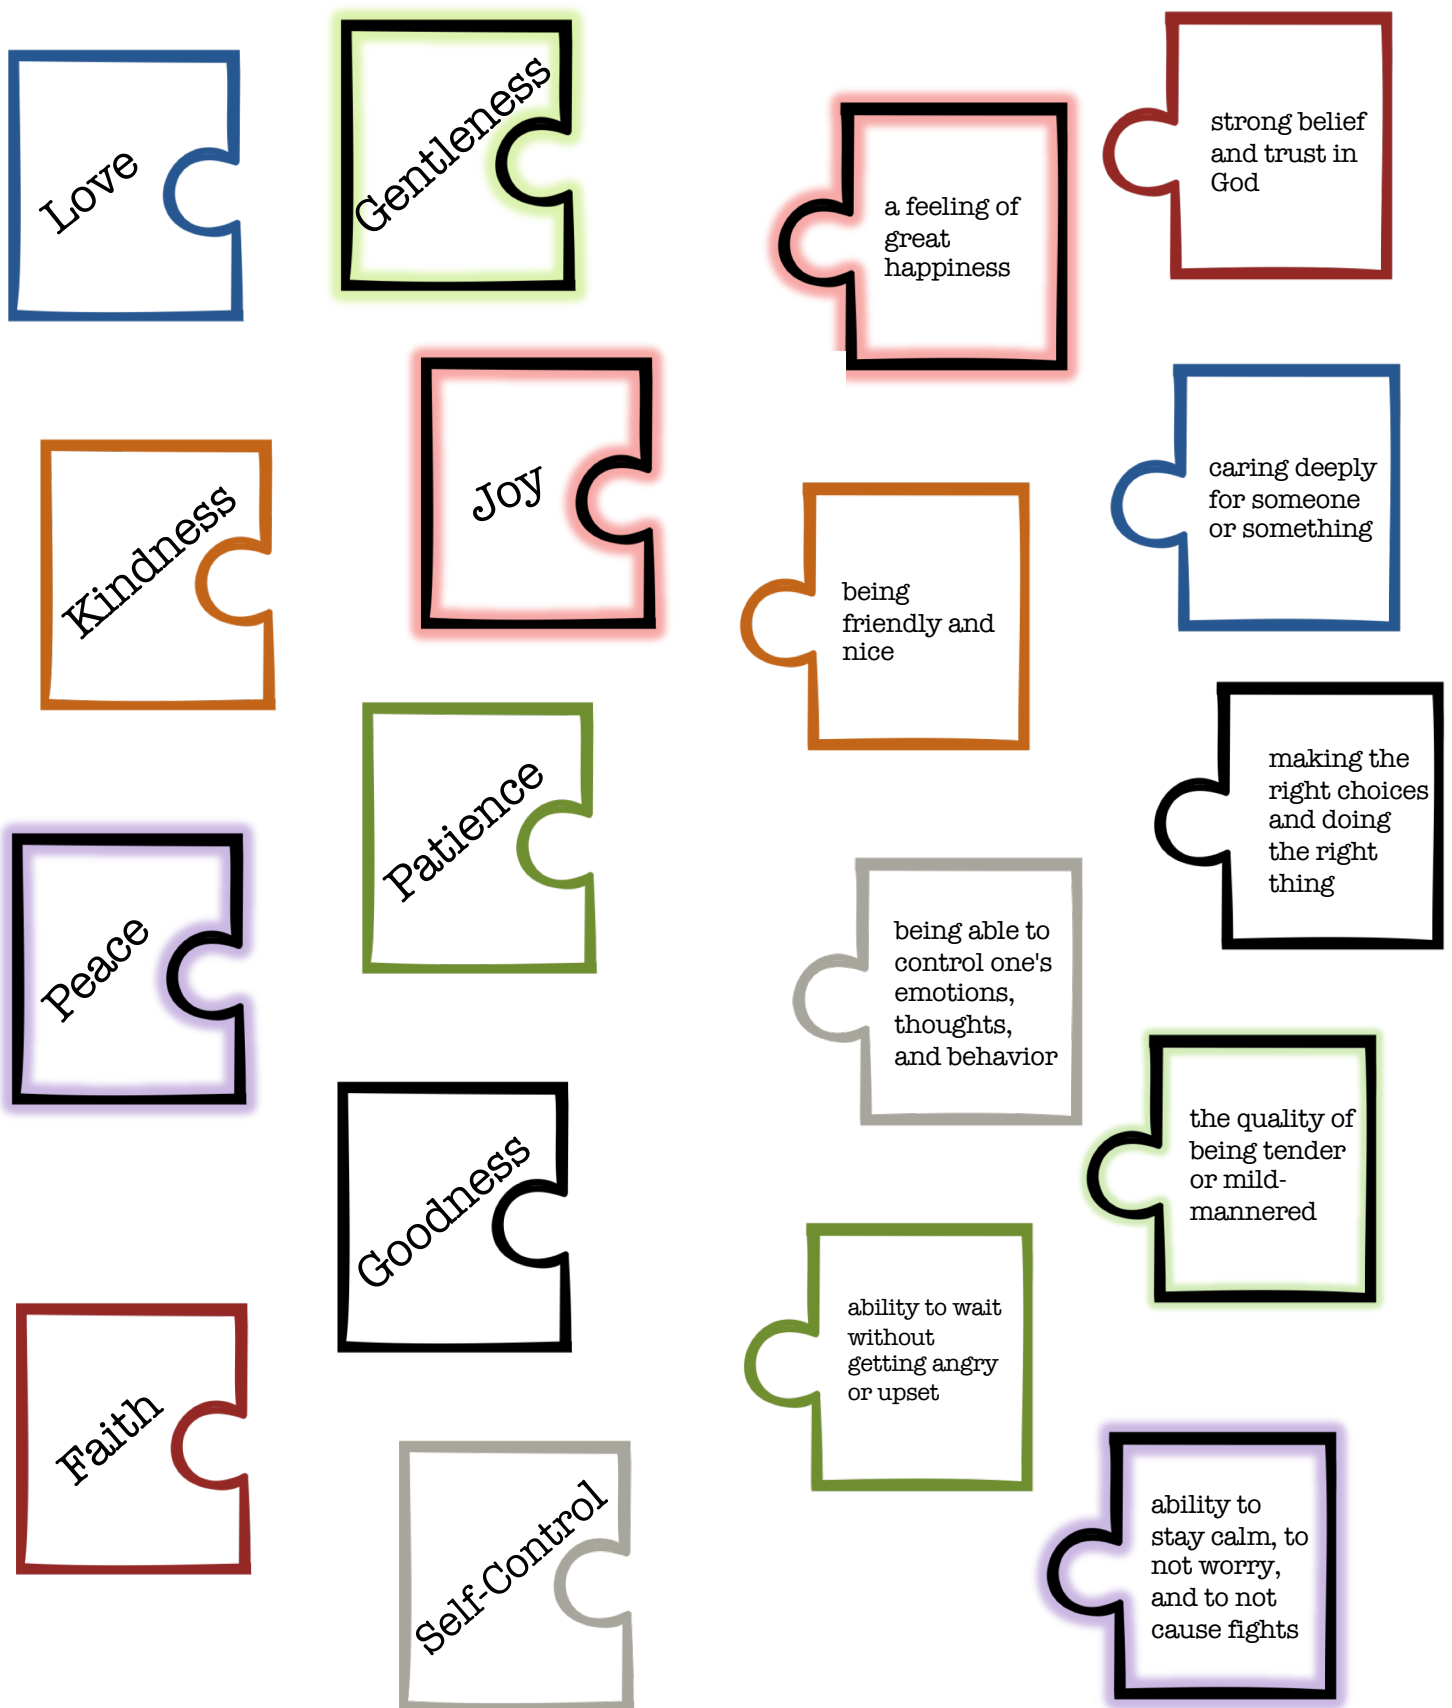 Love
Gentleness
Joy
Kindness
Patience
Peace
Goodness
Faith
Self-Control
a feeling of
great
happiness
strong belief
and trust in
God
caring deeply
for someone
or something
being
friendly and
nice
making the
right choices
and doing
the right
thing
being able to
control one's
emotions,
thoughts,
and behavior
the quality of
being tender
or mild-
mannered
ability to wait
without
getting angry
or upset
ability to
stay calm, to
not worry,
and to not
cause fights